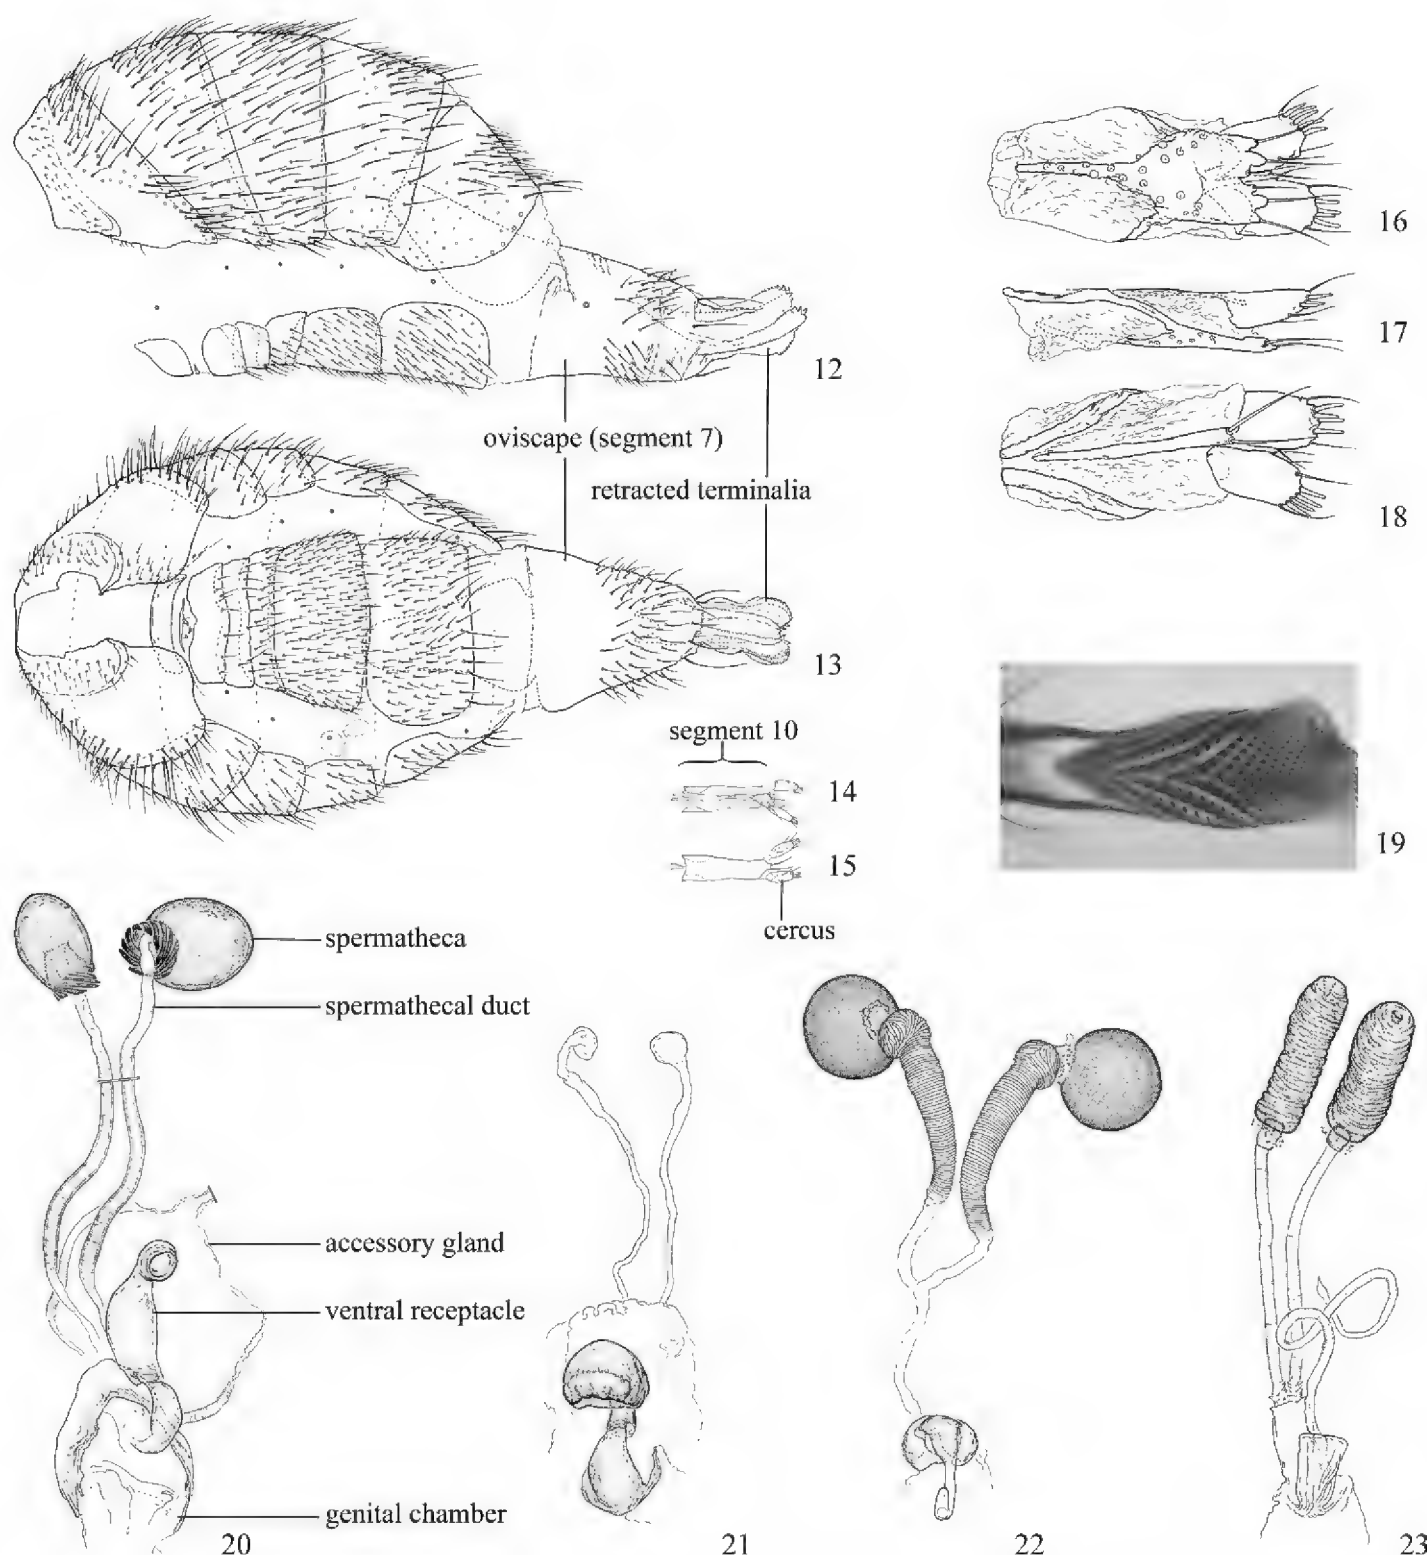 16
17
12
oviscape (segment 7)
retracted terminalia
18
13
segment 10
14
15
19
cercus
spermatheca
spermathecal duct
accessory gland
ventral receptacle
genital chamber
20
21
22
23